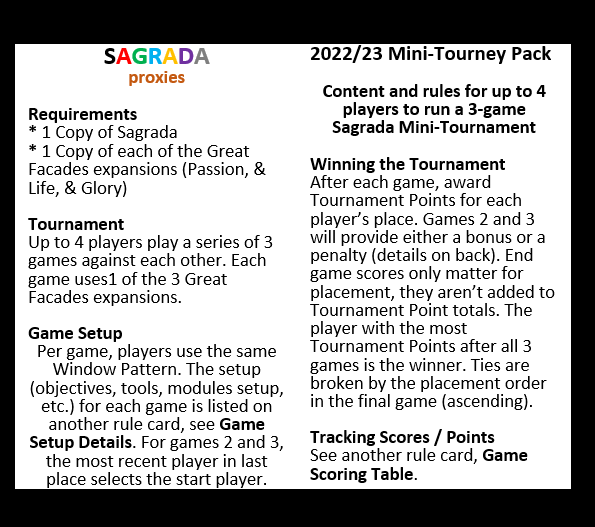 SAGRADA
proxies
Requirements
* 1 Copy of Sagrada
* 1 Copy of each of the Great
Facades expansions (Passion, &
Life, & Glory)
Tournament
Up to 4 players play a series of 3
games against each other. Each
game uses1 of the 3 Great
Facades expansions.
Game Setup
Per game, players use the same
Window Pattern. The setup
(objectives, tools, modules setup,
etc.) for each game is listed on
another rule card, see Game
Setup Details. For games 2 and 3,
the most recent player in last
place selects the start player.
2022/23 Mini-Tourney Pack
Content and rules for up to 4
players to run a 3-game
Sagrada Mini-Tournament
Winning the Tournament
After each game, award
Tournament Points for each
player’s place. Games 2 and 3
will provide either a bonus or a
penalty (details on back). End
game scores only matter for
placement, they aren’t added to
Tournament Point totals. The
player with the most
Tournament Points after all 3
games is the winner. Ties are
broken by the placement order
in the final game (ascending).
Tracking Scores / Points
See another rule card, Game
Scoring Table.